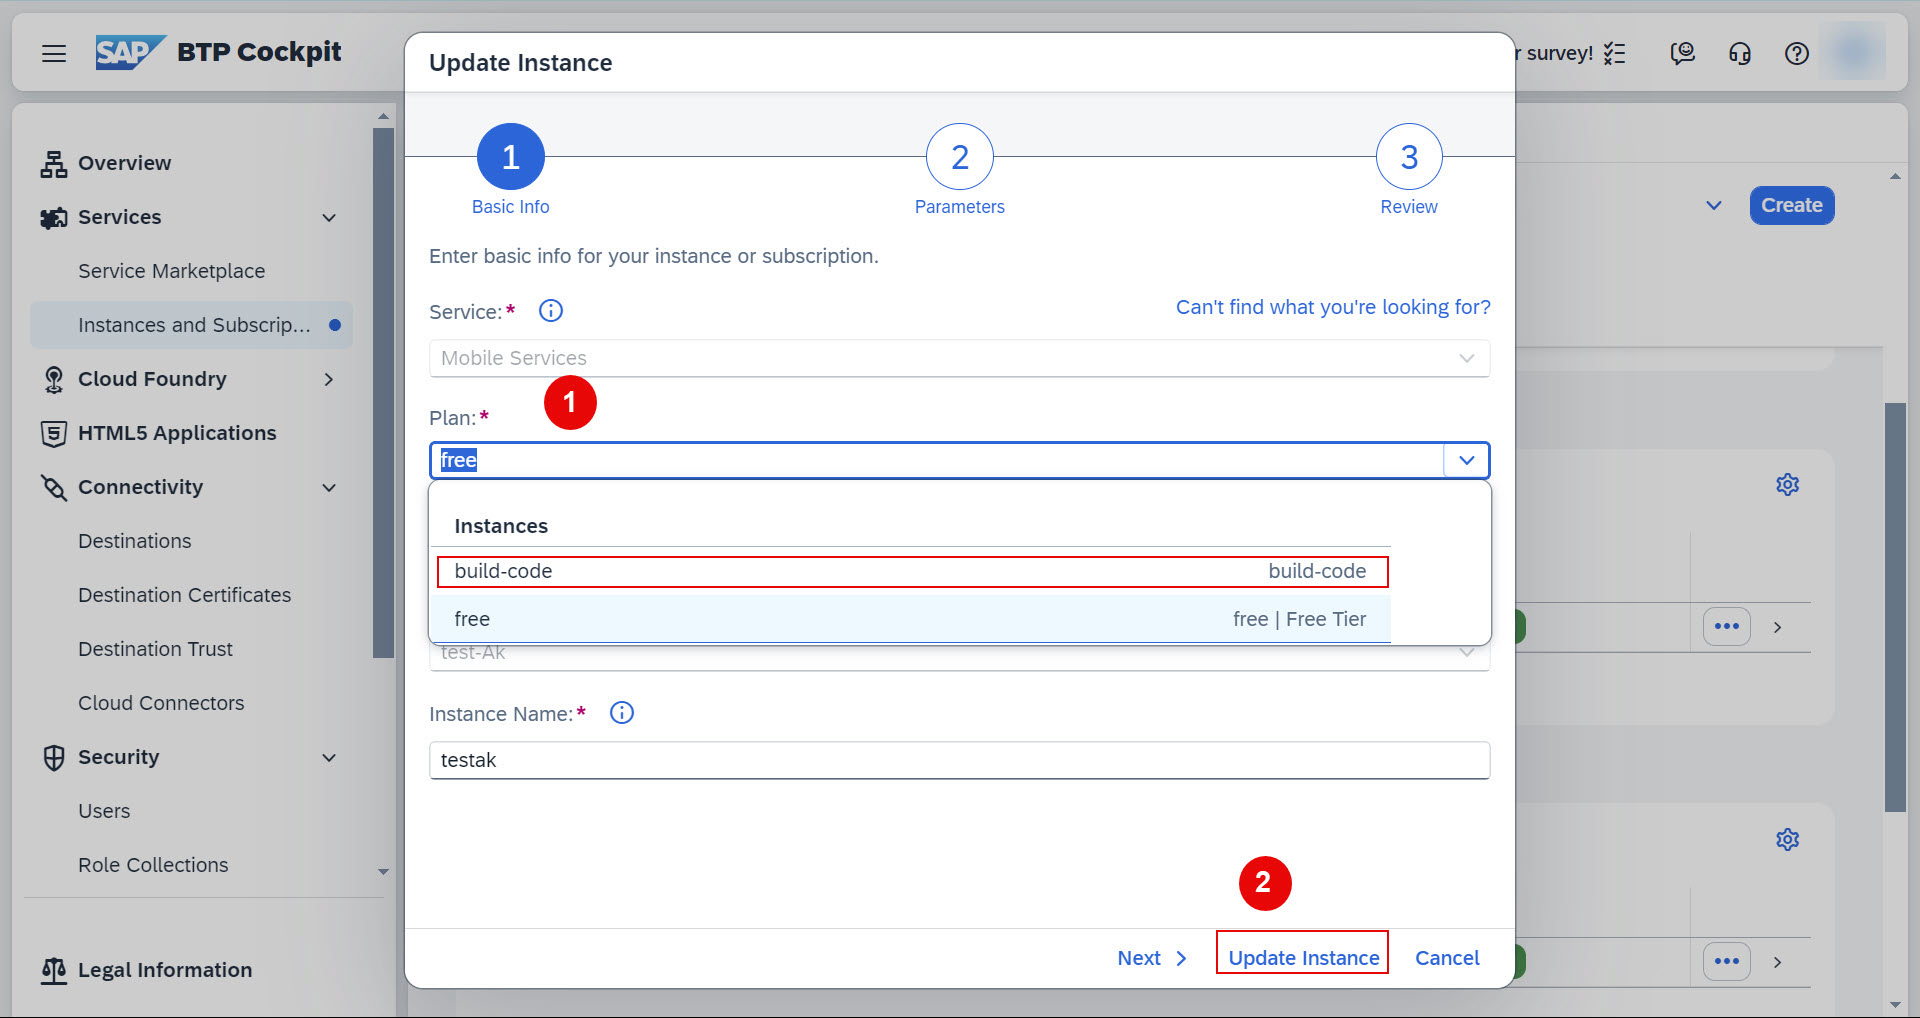 SAP BTP Cockpit
r survey!
Overview
Services
Service Marketplace
Instances and Subscrip...
Cloud Foundry
HTML5 Applications
Connectivity
Destinations
Destination Certificates
Destination Trust
Cloud Connectors
Security
Users
Role Collections
Legal Information
Create
Update Instance
1
2
3
Basic Info
Parameters
Review
Enter basic info for your instance or subscription.
Service:*
Can't find what you're looking for?
Mobile Services
1
Plan:*
free
Instances
build-code build-code
free free | Free Tier
test-Ak
Instance Name:*
testak
2
Next
Update Instance
Cancel